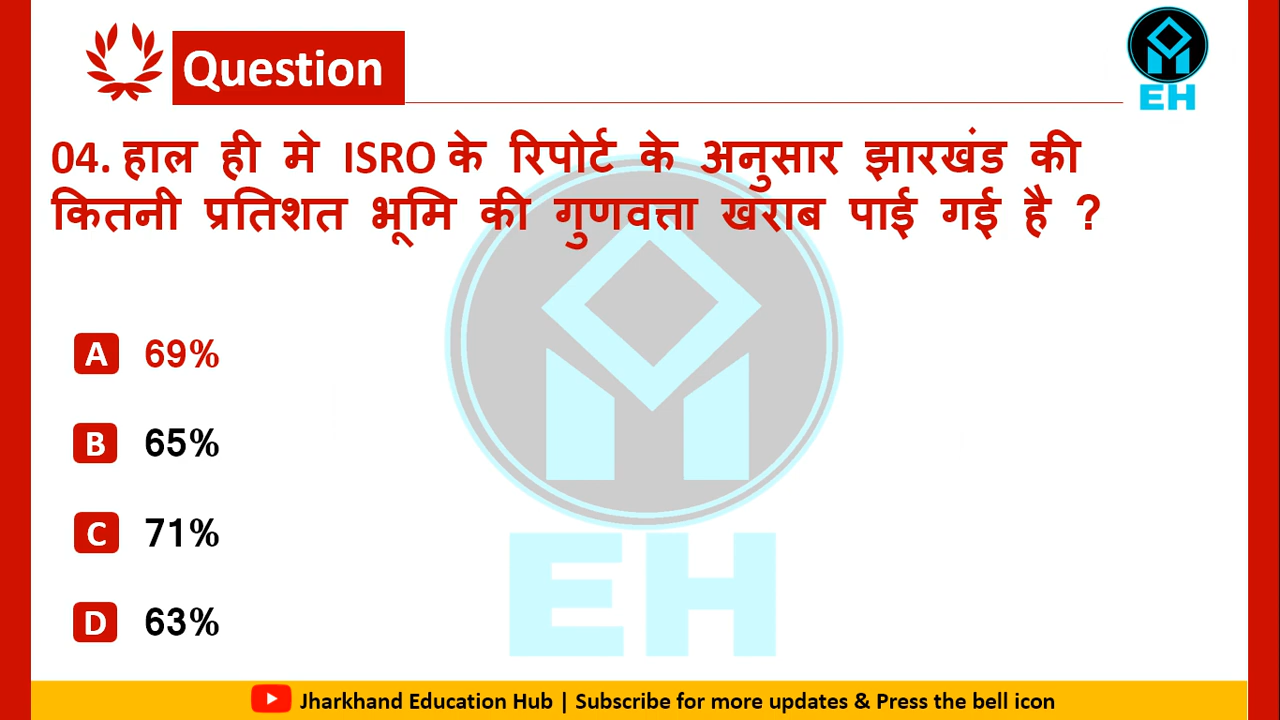 Question
EH
04. हाल ही मे ISRO के रिपोर्ट के अनुसार झारखंड की
कितनी प्रतिशत भूमि की गुणवत्ता खराब पाई गई है ?
A 69%
B 65%
C 71%
D 63%
EH
Jharkhand Education Hub | Subscribe for more updates & Press the bell icon